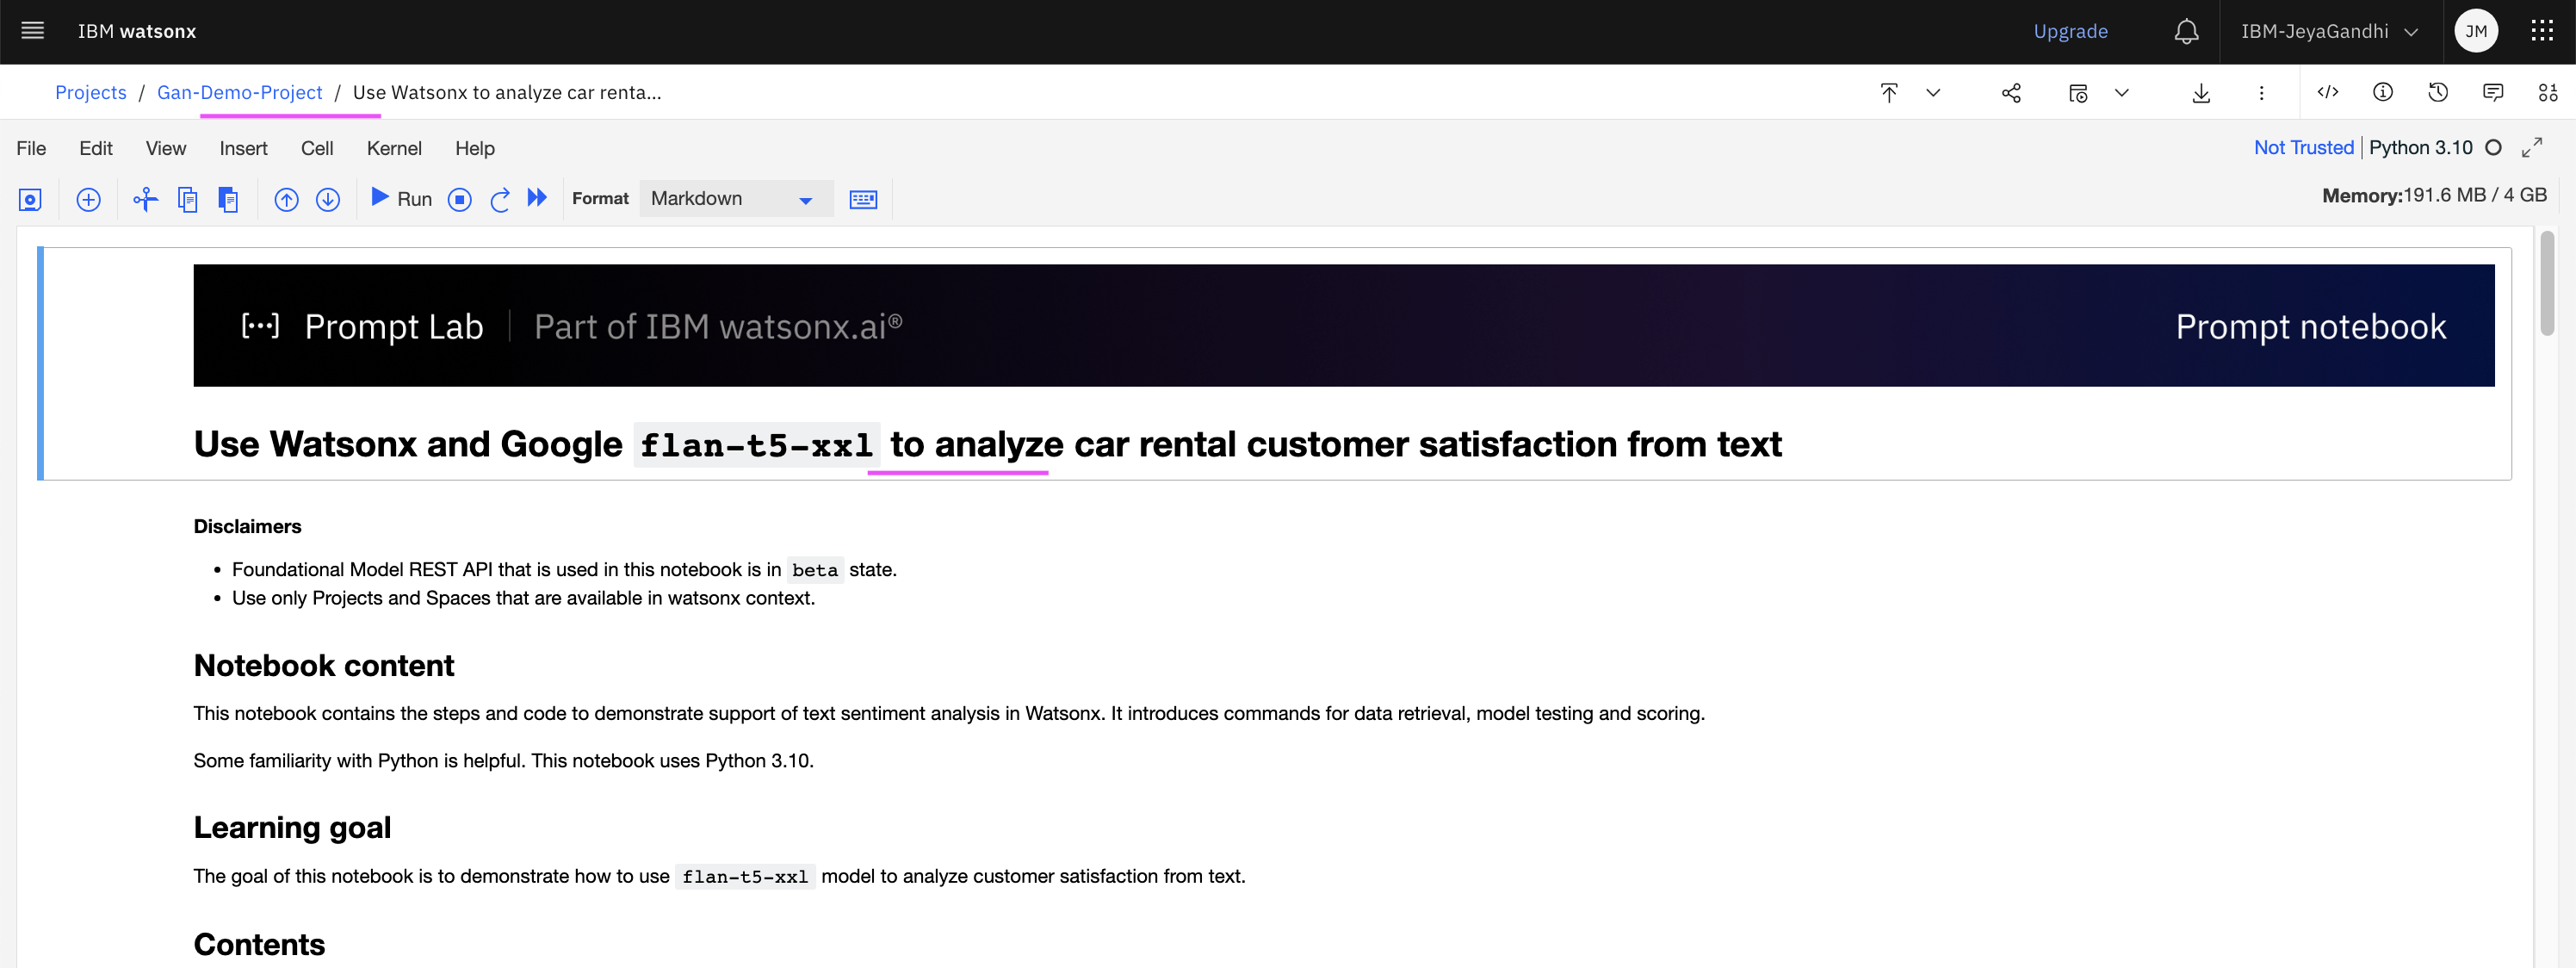 IBM watsonx Upgrade IBM-JeyaGandhi JM
Projects / Gan-Demo-Project / Use Watsonx to analyze car renta...
File Edit View Insert Cell Kernel Help Not Trusted Python 3.10
Run Format Markdown Memory:191.6 MB / 4 GB
[...] Prompt Lab Part of IBM watsonx.ai® Prompt notebook
Use Watsonx and Google flan-t5-xxl to analyze car rental customer satisfaction from text
Disclaimers
• Foundational Model REST API that is used in this notebook is in beta state.
• Use only Projects and Spaces that are available in watsonx context.
Notebook content
This notebook contains the steps and code to demonstrate support of text sentiment analysis in Watsonx. It introduces commands for data retrieval, model testing and scoring.
Some familiarity with Python is helpful. This notebook uses Python 3.10.
Learning goal
The goal of this notebook is to demonstrate how to use flan-t5-xxl model to analyze customer satisfaction from text.
Contents